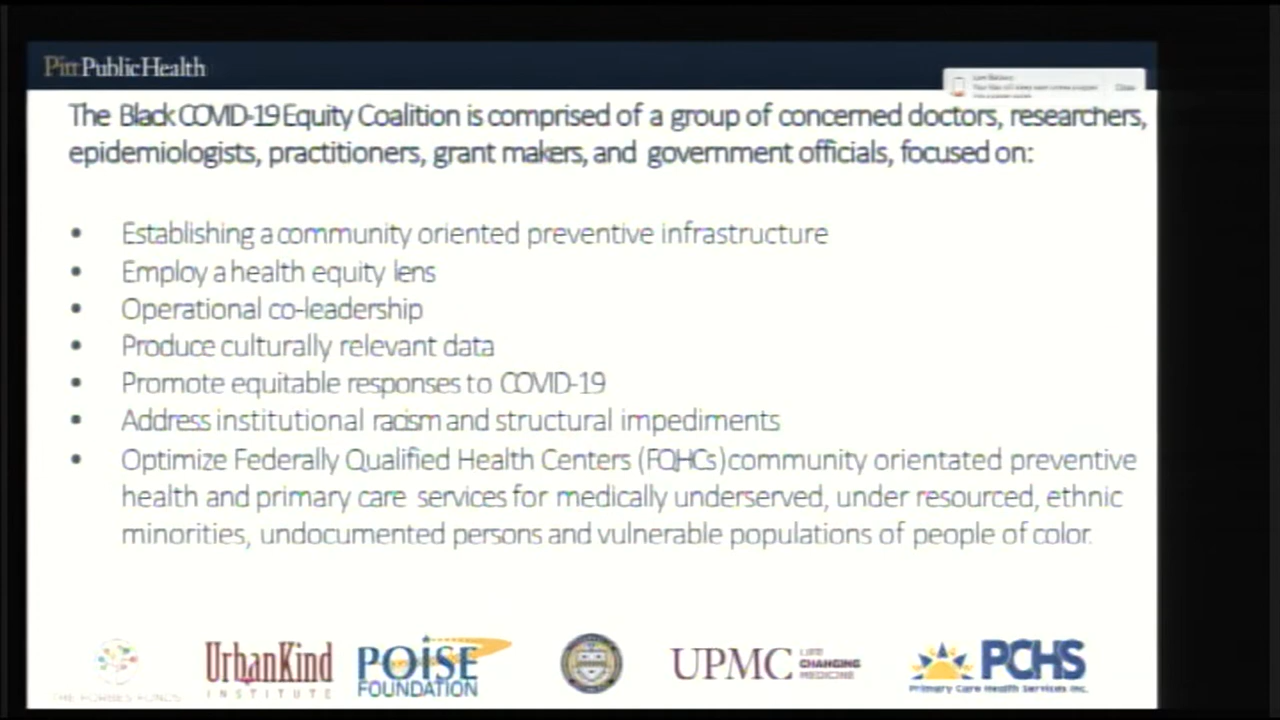 PittPublicHealth
The Black COVID-19 Equity Coalition is comprised of a group of concerned doctors, researchers,
epidemiologists, practitioners, grant makers, and government officials, focused on:
• Establishing a community oriented preventive infrastructure
• Employ a health equity lens
• Operational co-leadership
• Produce culturally relevant data
• Promote equitable responses to COVID-19
• Address institutional racism and structural impediments
• Optimize Federally Qualified Health Centers (FQHCs) community orientated preventive
health and primary care services for medically underserved, under resourced, ethnic
minorities, undocumented persons and vulnerable populations of people of color.
THE FORBES FUNDS
UrbanKind
INSTITUTE
POISE
FOUNDATION
UPMC LIFE
CHANGING
MEDICINE
PCHS
Primary Care Health Services Inc.